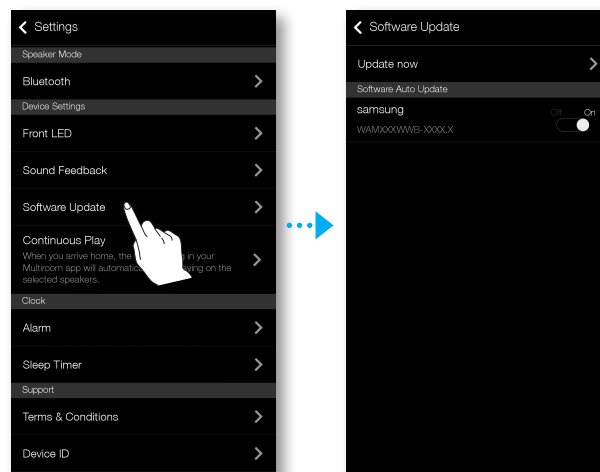 Settings
Speaker Mode
Bluetooth
Device Settings
Front LED
Sound Feedback
Software Update
Continuous Play
When you arrive home, the g in your
Multiroom app will automatic ying on the
selected speakers.
Clock
Alarm
Sleep Timer
Support
Terms & Conditions
Device ID
Software Update
Update now
Software Auto Update
samsung
Off On
WAMXXXWWB-XXXX.X